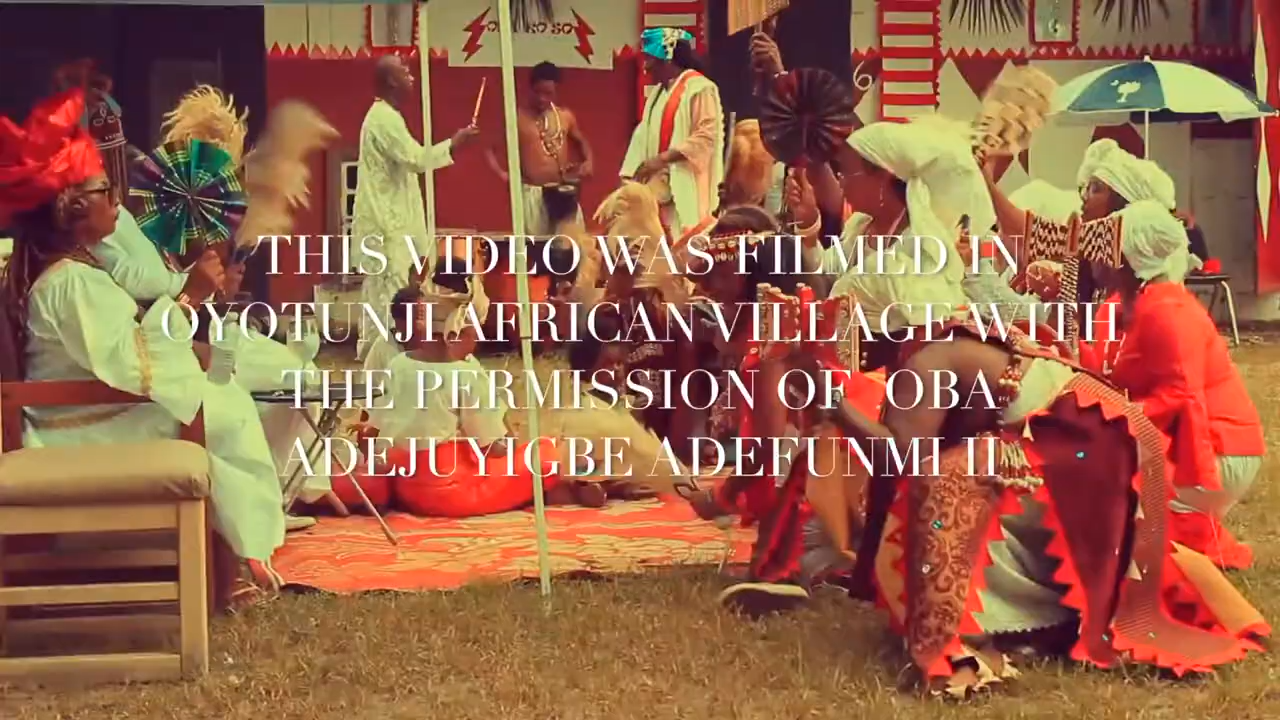 THIS VIDEO WAS FILMED IN
OYOTUNJI AFRICAN VILLAGE WITH
THE PERMISSION OF OBA
ADEJUYIGBE ADEFUNMI II